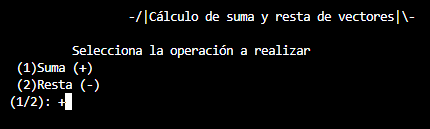 -/|Cálculo de suma y resta de vectores|\-
Selecciona la operación a realizar
(1)Suma (+)
(2)Resta (-)
(1/2): +